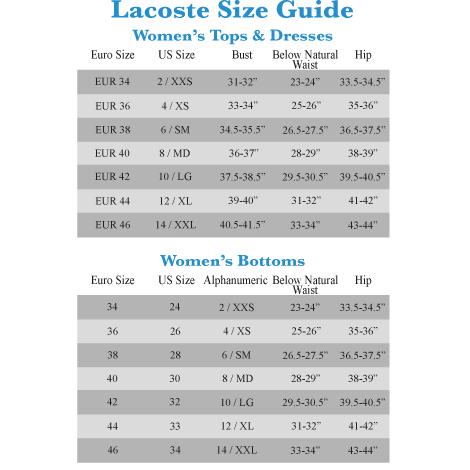 Lacoste Size Guide
Women's Tops & Dresses
Euro Size US Size Bust Below Natural Waist Hip
EUR 34 2 / XXS 31-32” 23-24” 33.5-34.5”
EUR 36 4 / XS 33-34” 25-26” 35-36”
EUR 38 6 / SM 34.5-35.5” 26.5-27.5” 36.5-37.5”
EUR 40 8 / MD 36-37” 28-29” 38-39”
EUR 42 10 / LG 37.5-38.5” 29.5-30.5” 39.5-40.5”
EUR 44 12 / XL 39-40” 31-32” 41-42”
EUR 46 14 / XXL 40.5-41.5” 33-34” 43-44”
Women's Bottoms
Euro Size US Size Alphanumeric Below Natural Waist Hip
34 24 2 / XXS 23-24” 33.5-34.5”
36 26 4 / XS 25-26” 35-36”
38 28 6 / SM 26.5-27.5” 36.5-37.5”
40 30 8 / MD 28-29” 38-39”
42 32 10 / LG 29.5-30.5” 39.5-40.5”
44 33 12 / XL 31-32” 41-42”
46 34 14 / XXL 33-34” 43-44”